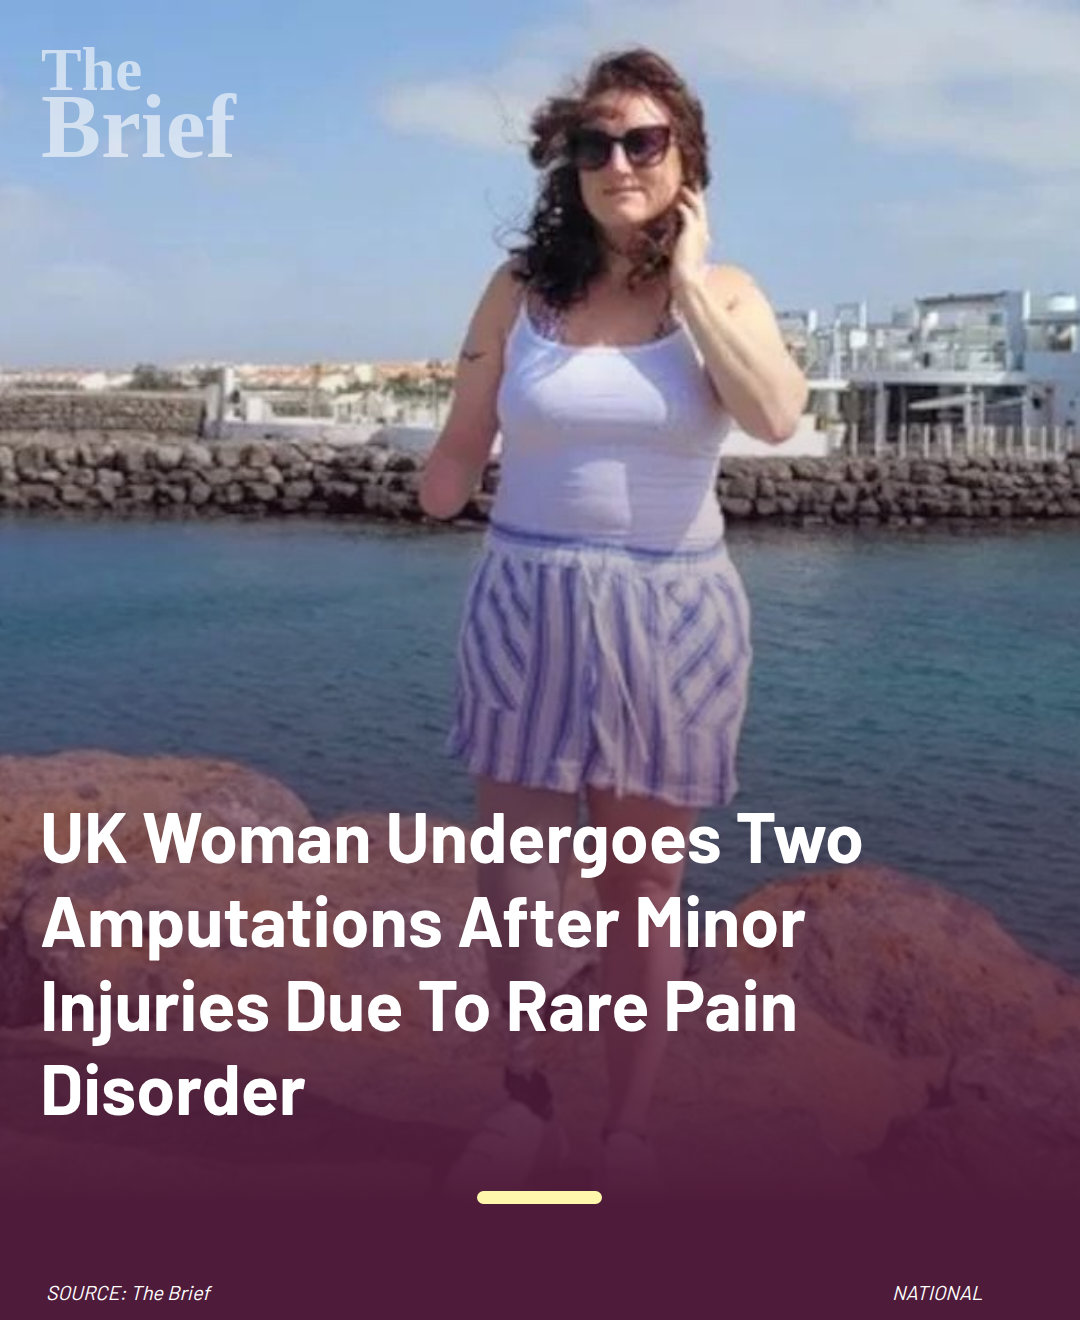 The
Brief
UK Woman Undergoes Two
Amputations After Minor
Injuries Due To Rare Pain
Disorder
SOURCE: The Brief
NATIONAL